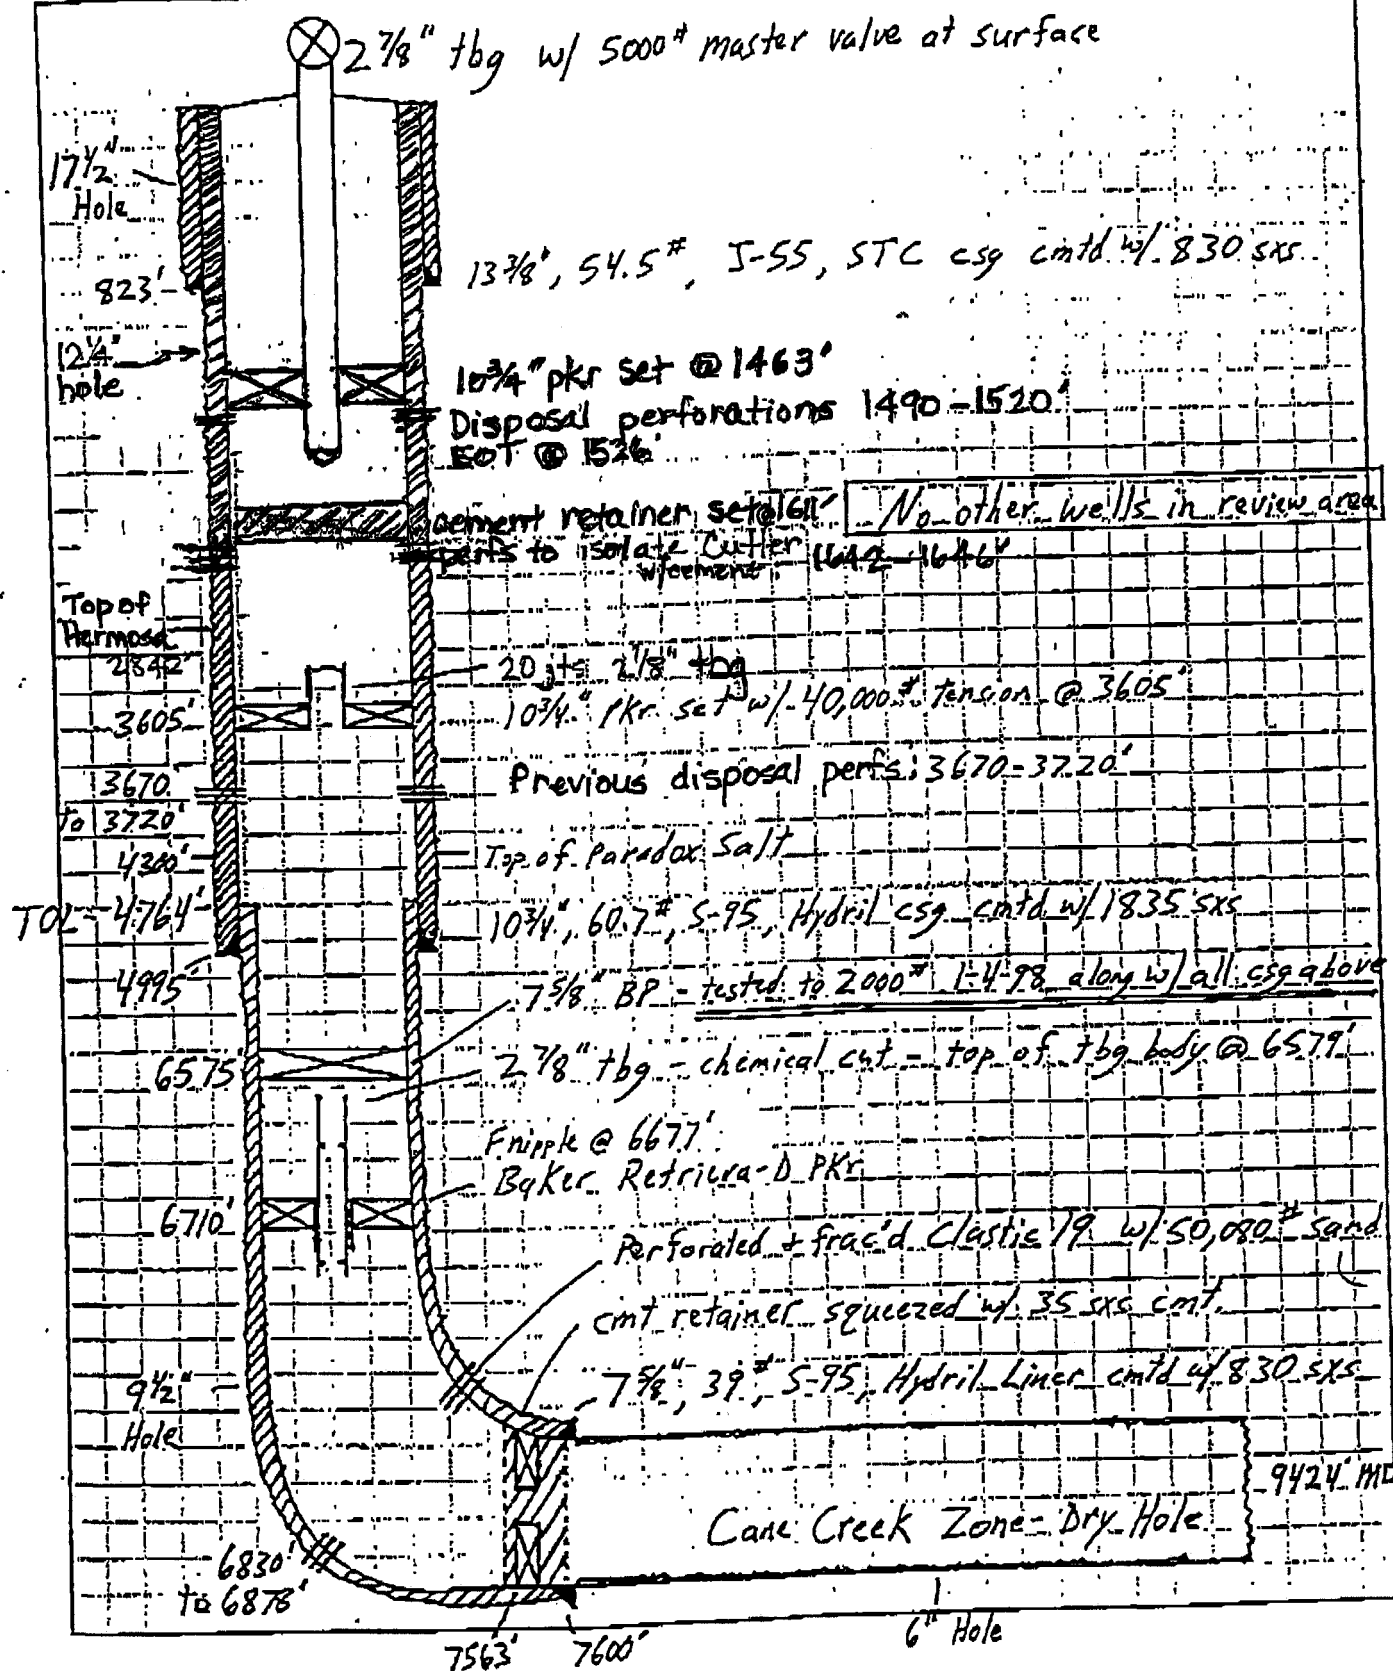 2 7/8" tbg w/ 5000# master valve at surface
17 1/2"
Hole
13 3/8", 54.5#, J-55, STC csg cmtd w/ 830 sxs
823'
12 1/4"
hole
10 3/4" pkr set @ 1463'
Disposal perforations 1490-1520'
EOT @ 1526'
cement retainer set @ 1611'
No other wells in review area
perfs to isolate Cutler 1642-1646'
w/cement
Top of
Hermosa
2842'
20 jts 2 7/8" tbg
10 3/4" pkr set w/ 40,000# tension @ 3605'
3605'
Previous disposal perfs: 3670-3720'
3670
to 3720'
4300'
Top of Paradox Salt
TOL-4764'
10 3/4", 60.7#, S-95, Hydril csg cmtd w/ 1835 sxs
4995'
7 5/8" BP - tested to 2000# 1-4-98 along w/ all csg above
6575'
2 7/8" tbg - chemical cut - top of tbg body @ 6579'
F nipple @ 6677'
Baker Retrieva-D PKr
6710'
Perforated + frac'd Clastic 19 w/ 50,080# sand
cmt retainer squeezed w/ 35 sxs cmt.
7 5/8", 39#, S-95, Hydril Liner cmtd w/ 830 sxs
9 1/2"
Hole
9424' MD
Cane Creek Zone - Dry Hole
6830'
to 6878'
7563'
7600'
6" Hole